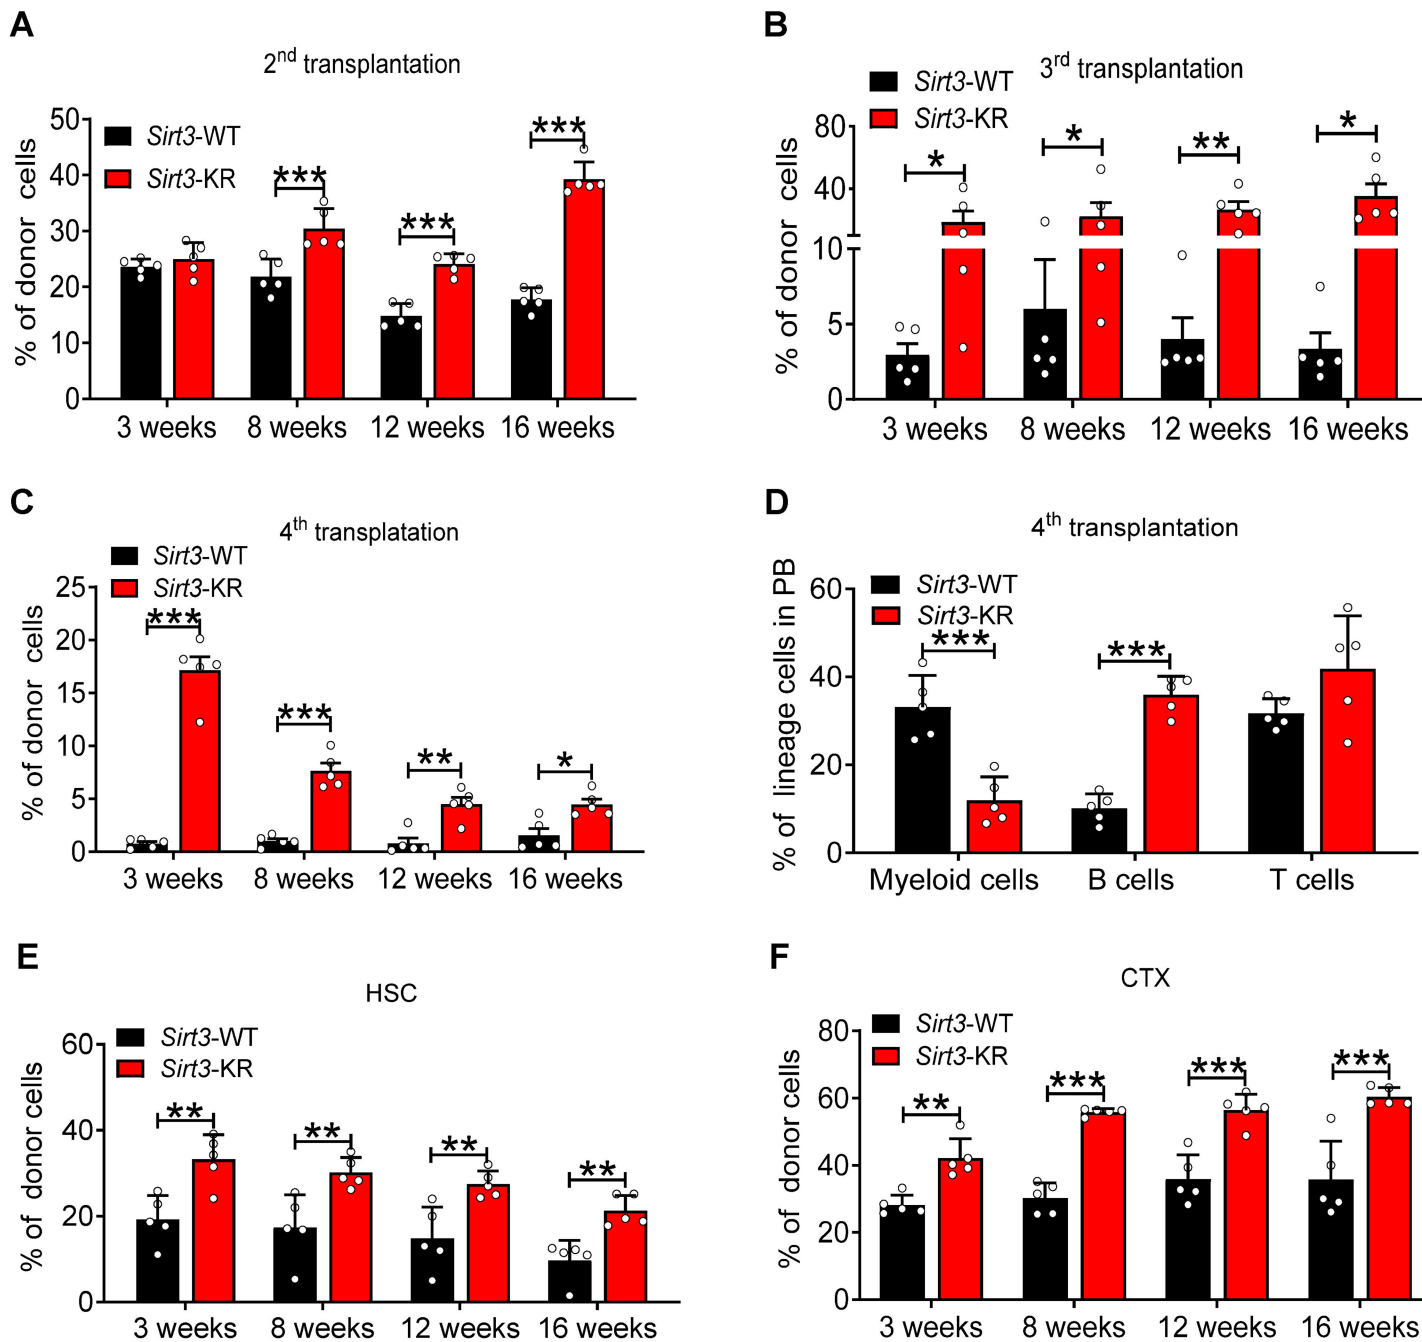 A
2nd transplantation
Sirt3-WT
Sirt3-KR
% of donor cells
50
40
30
20
10
0
***
***
***
3 weeks 8 weeks 12 weeks 16 weeks
B
3rd transplantation
Sirt3-WT
Sirt3-KR
% of donor cells
80
40
10
5
0
*
*
**
*
3 weeks 8 weeks 12 weeks 16 weeks
C
4th transplatation
Sirt3-WT
Sirt3-KR
% of donor cells
25
20
15
10
5
0
***
***
**
*
3 weeks 8 weeks 12 weeks 16 weeks
D
4th transplantation
Sirt3-WT
Sirt3-KR
% of lineage cells in PB
60
40
20
0
***
***
Myeloid cells B cells T cells
E
HSC
Sirt3-WT
Sirt3-KR
% of donor cells
60
40
20
0
**
**
**
**
3 weeks 8 weeks 12 weeks 16 weeks
F
CTX
Sirt3-WT
Sirt3-KR
% of donor cells
80
60
40
20
0
**
***
***
***
3 weeks 8 weeks 12 weeks 16 weeks